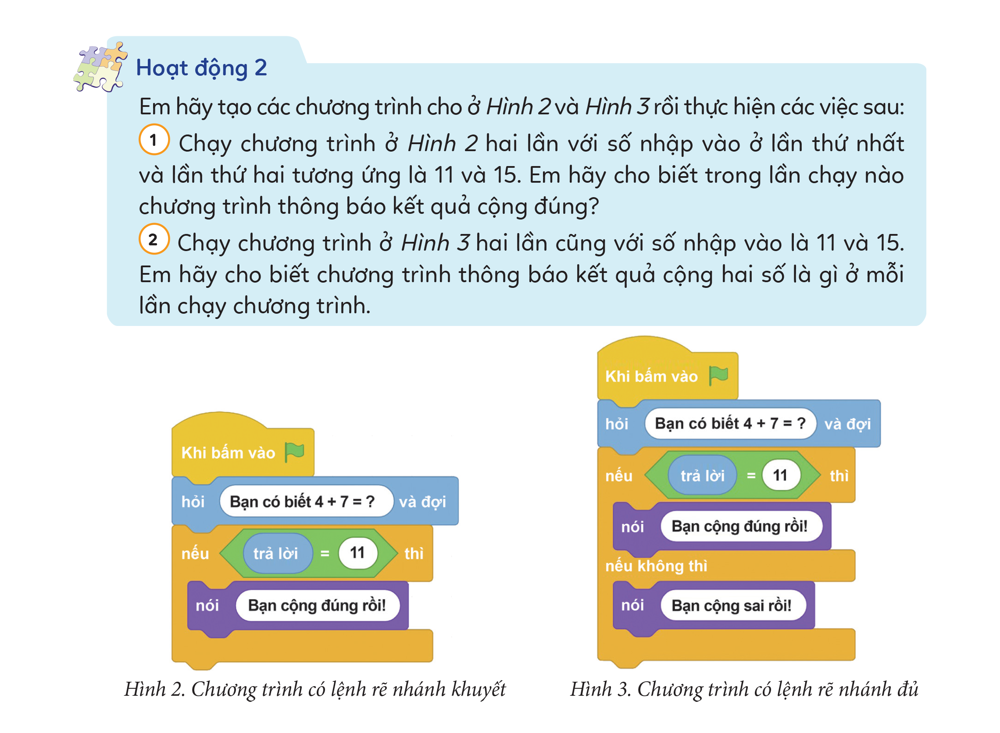 Hoạt động 2
Em hãy tạo các chương trình cho ở Hình 2 và Hình 3 rồi thực hiện các việc sau:
1 Chạy chương trình ở Hình 2 hai lần với số nhập vào ở lần thứ nhất
và lần thứ hai tương ứng là 11 và 15. Em hãy cho biết trong lần chạy nào
chương trình thông báo kết quả cộng đúng?
2 Chạy chương trình ở Hình 3 hai lần cũng với số nhập vào là 11 và 15.
Em hãy cho biết chương trình thông báo kết quả cộng hai số là gì ở mỗi
lần chạy chương trình.
Khi bấm vào
hỏi Bạn có biết 4 + 7 = ? và đợi
nếu trả lời = 11 thì
nói Bạn cộng đúng rồi!
Hình 2. Chương trình có lệnh rẽ nhánh khuyết
Khi bấm vào
hỏi Bạn có biết 4 + 7 = ? và đợi
nếu trả lời = 11 thì
nói Bạn cộng đúng rồi!
nếu không thì
nói Bạn cộng sai rồi!
Hình 3. Chương trình có lệnh rẽ nhánh đủ